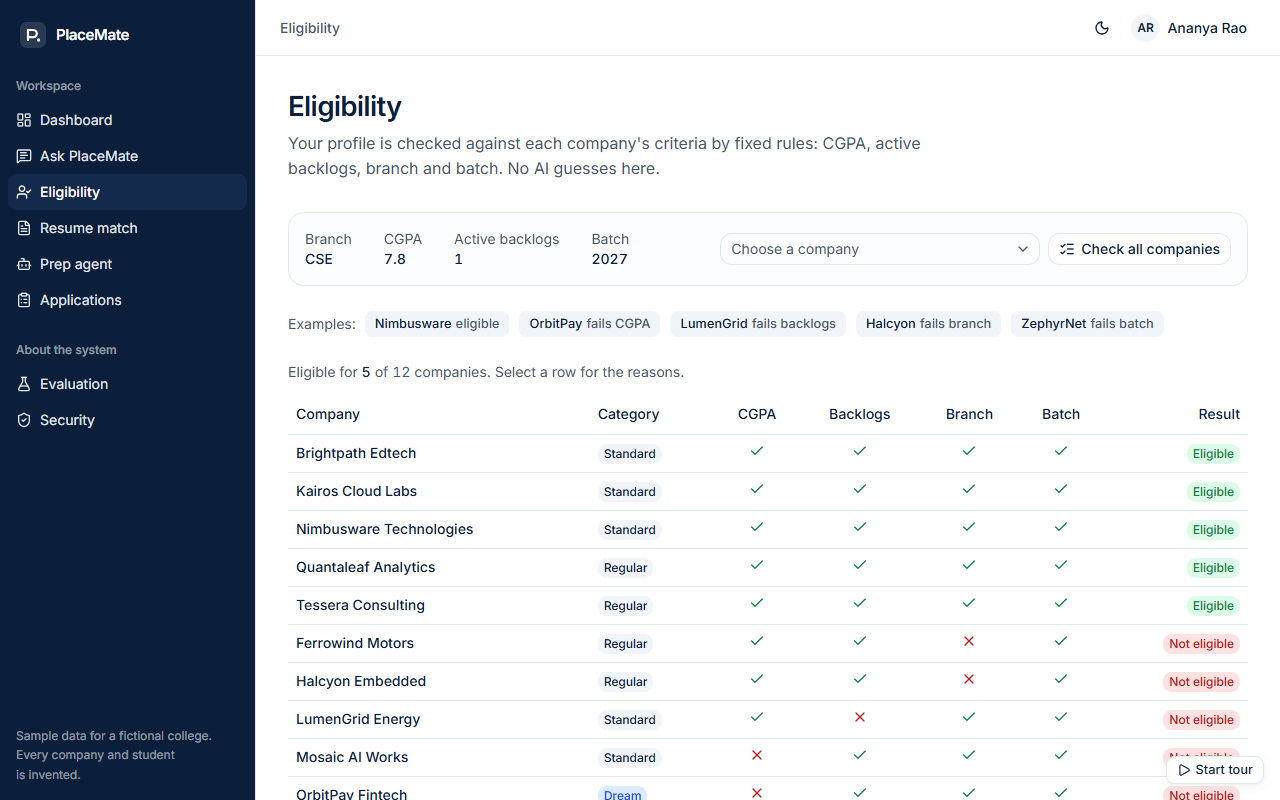 P. PlaceMate
Workspace
Dashboard
Ask PlaceMate
Eligibility
Resume match
Prep agent
Applications
About the system
Evaluation
Security
Sample data for a fictional college.
Every company and student
is invented.
Eligibility
AR Ananya Rao
Eligibility
Your profile is checked against each company's criteria by fixed rules: CGPA, active
backlogs, branch and batch. No AI guesses here.
Branch CGPA Active backlogs Batch
CSE 7.8 1 2027
Choose a company
Check all companies
Examples: Nimbusware eligible OrbitPay fails CGPA LumenGrid fails backlogs Halcyon fails branch ZephyrNet fails batch
Eligible for 5 of 12 companies. Select a row for the reasons.
Company Category CGPA Backlogs Branch Batch Result
Brightpath Edtech Standard Eligible
Kairos Cloud Labs Standard Eligible
Nimbusware Technologies Standard Eligible
Quantaleaf Analytics Regular Eligible
Tessera Consulting Regular Eligible
Ferrowind Motors Regular Not eligible
Halcyon Embedded Regular Not eligible
LumenGrid Energy Standard Not eligible
Mosaic AI Works Standard Not eligible
Start tour
OrbitPay Fintech Dream Not eligible